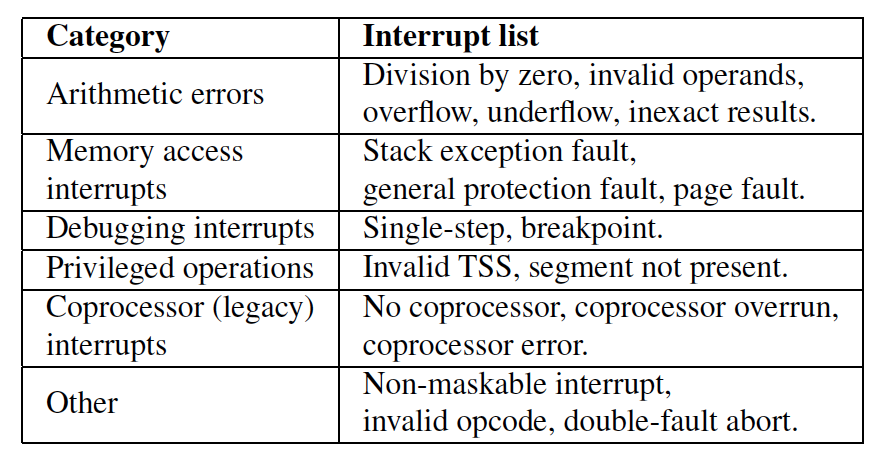 Category
Interrupt list
Arithmetic errors
Division by zero, invalid operands,
overflow, underflow, inexact results.
Memory access
interrupts
Stack exception fault,
general protection fault, page fault.
Debugging interrupts
Single-step, breakpoint.
Privileged operations
Invalid TSS, segment not present.
Coprocessor (legacy)
interrupts
No coprocessor, coprocessor overrun,
coprocessor error.
Other
Non-maskable interrupt,
invalid opcode, double-fault abort.